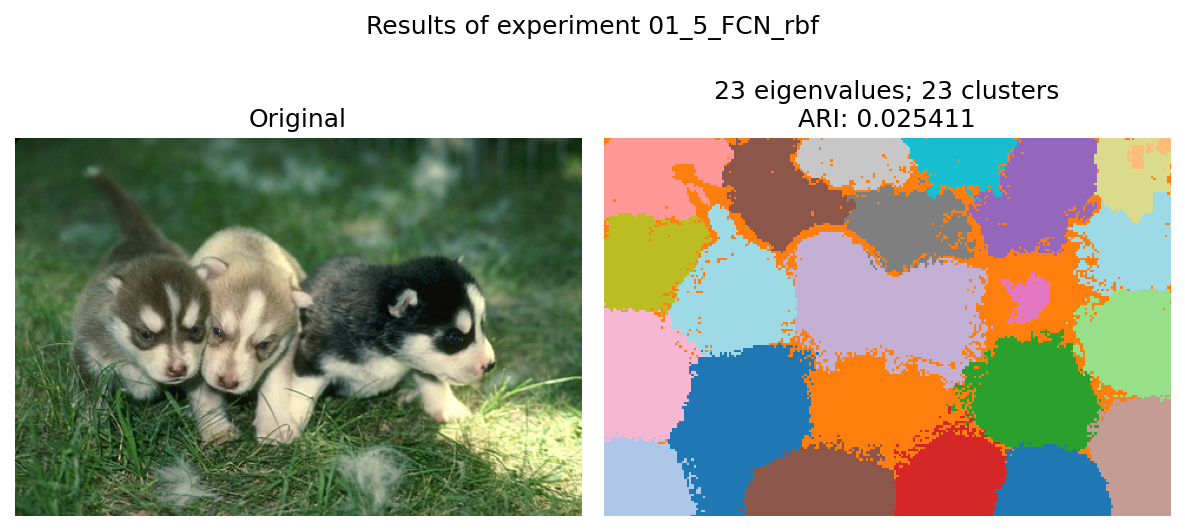 Results of experiment 01_5_FCN_rbf
Original
23 eigenvalues; 23 clusters
ARI: 0.025411